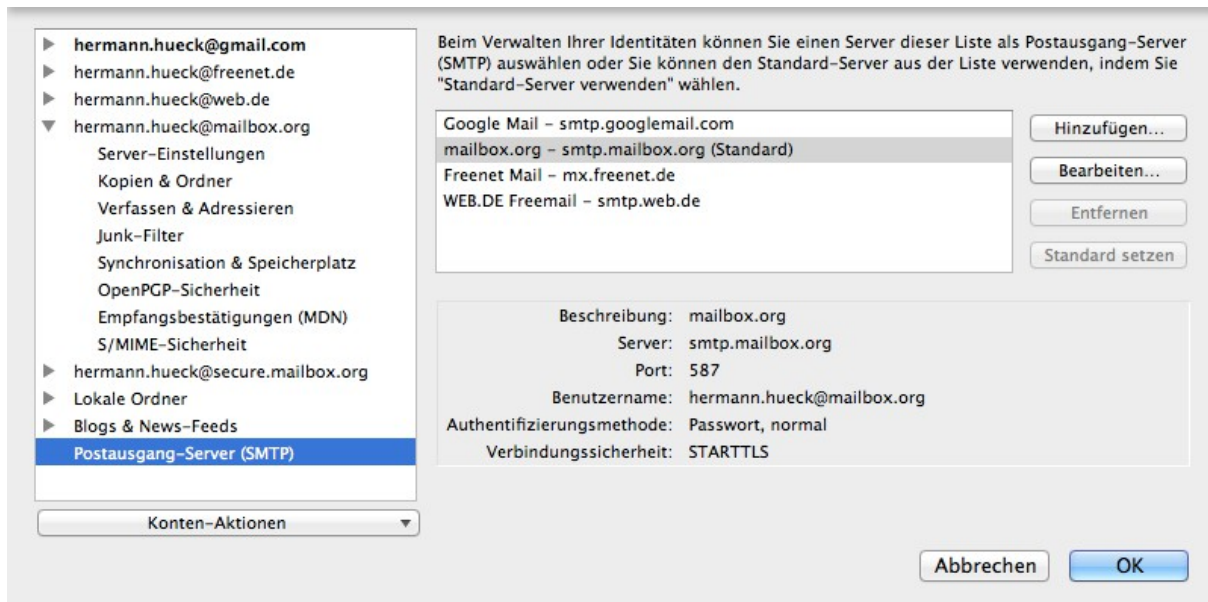 hermann.hueck@gmail.com
hermann.hueck@freenet.de
hermann.hueck@web.de
hermann.hueck@mailbox.org
Server-Einstellungen
Kopien & Ordner
Verfassen & Adressieren
Junk-Filter
Synchronisation & Speicherplatz
OpenPGP-Sicherheit
Empfangsbestätigungen (MDN)
S/MIME-Sicherheit
hermann.hueck@secure.mailbox.org
Lokale Ordner
Blogs & News-Feeds
Postausgang-Server (SMTP)
Konten-Aktionen
Beim Verwalten Ihrer Identitäten können Sie einen Server dieser Liste als Postausgang-Server
(SMTP) auswählen oder Sie können den Standard-Server aus der Liste verwenden, indem Sie
"Standard-Server verwenden" wählen.
Google Mail – smtp.googlemail.com
mailbox.org – smtp.mailbox.org (Standard)
Freenet Mail – mx.freenet.de
WEB.DE Freemail – smtp.web.de
Hinzufügen...
Bearbeiten...
Entfernen
Standard setzen
Beschreibung: mailbox.org
Server: smtp.mailbox.org
Port: 587
Benutzername: hermann.hueck@mailbox.org
Authentifizierungsmethode: Passwort, normal
Verbindungssicherheit: STARTTLS
Abbrechen OK